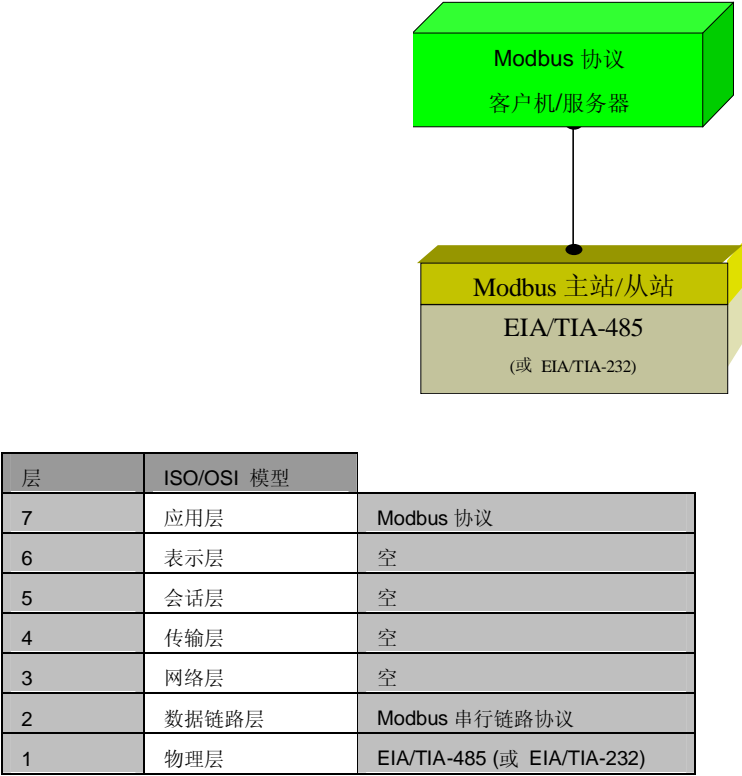 Modbus 协议
客户机/服务器
Modbus 主站/从站
EIA/TIA-485
(或 EIA/TIA-232)
层 ISO/OSI 模型
7 应用层 Modbus 协议
6 表示层 空
5 会话层 空
4 传输层 空
3 网络层 空
2 数据链路层 Modbus 串行链路协议
1 物理层 EIA/TIA-485 (或 EIA/TIA-232)